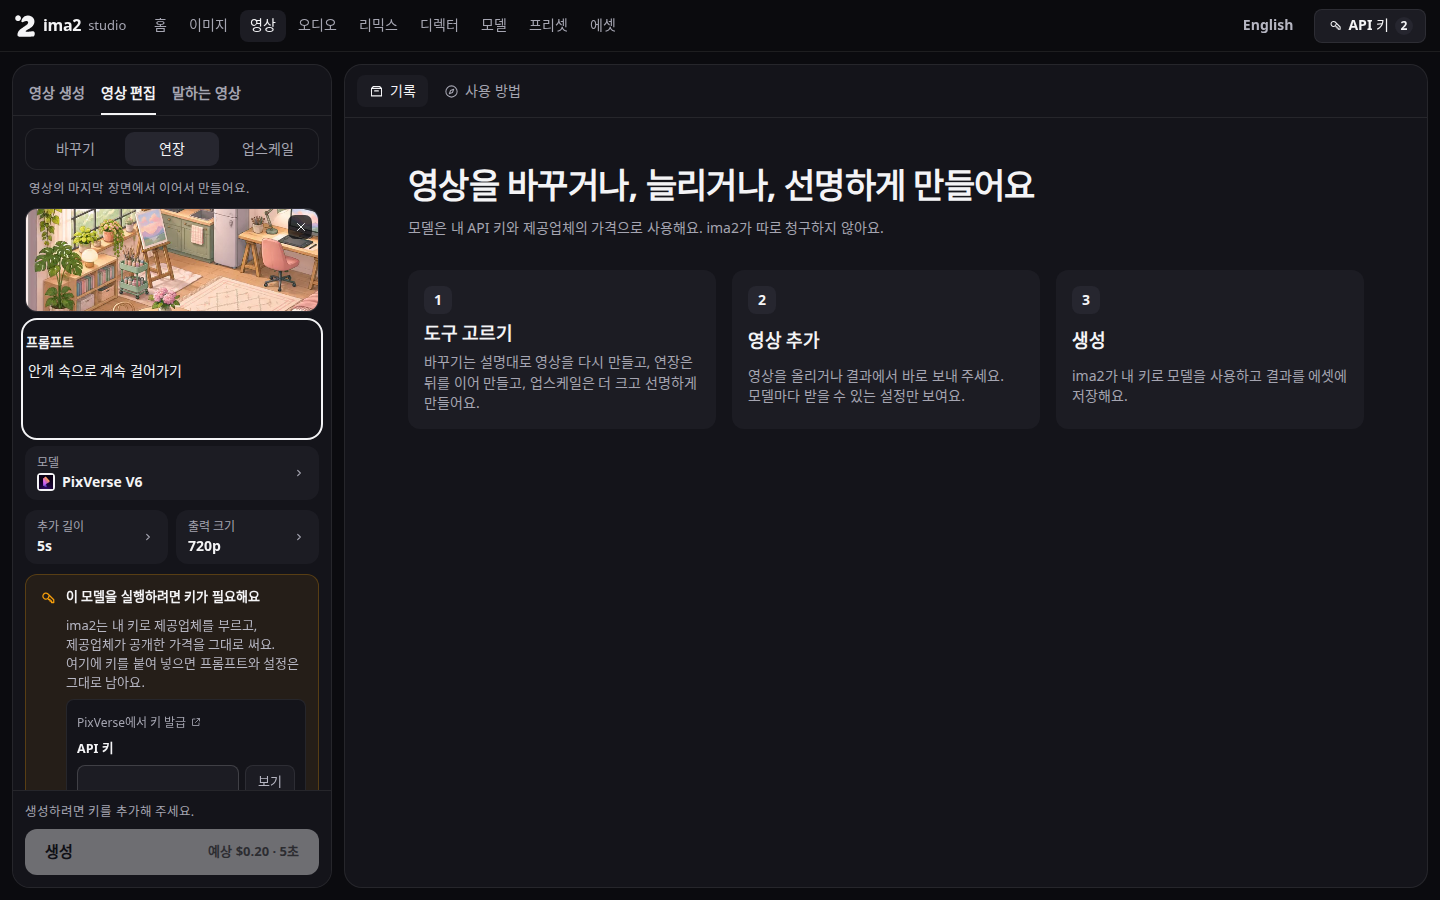 ima2 studio
홈
이미지
영상
오디오
리믹스
디렉터
모델
프리셋
에셋
English
API 키 2
영상 생성
영상 편집
말하는 영상
바꾸기
연장
업스케일
영상의 마지막 장면에서 이어서 만들어요.
프롬프트
안개 속으로 계속 걸어가기
모델
PixVerse V6
추가 길이
5s
출력 크기
720p
이 모델을 실행하려면 키가 필요해요
ima2는 내 키로 제공업체를 부르고,
제공업체가 공개한 가격을 그대로 써요.
여기에 키를 붙여 넣으면 프롬프트와 설정은
그대로 남아요.
PixVerse에서 키 발급
API 키
보기
생성하려면 키를 추가해 주세요.
생성
예상 $0.20 · 5초
기록
사용 방법
영상을 바꾸거나, 늘리거나, 선명하게 만들어요
모델은 내 API 키와 제공업체의 가격으로 사용해요. ima2가 따로 청구하지 않아요.
1
도구 고르기
바꾸기는 설명대로 영상을 다시 만들고, 연장은
뒤를 이어 만들고, 업스케일은 더 크고 선명하게
만들어요.
2
영상 추가
영상을 올리거나 결과에서 바로 보내 주세요.
모델마다 받을 수 있는 설정만 보여요.
3
생성
ima2가 내 키로 모델을 사용하고 결과를 에셋에
저장해요.